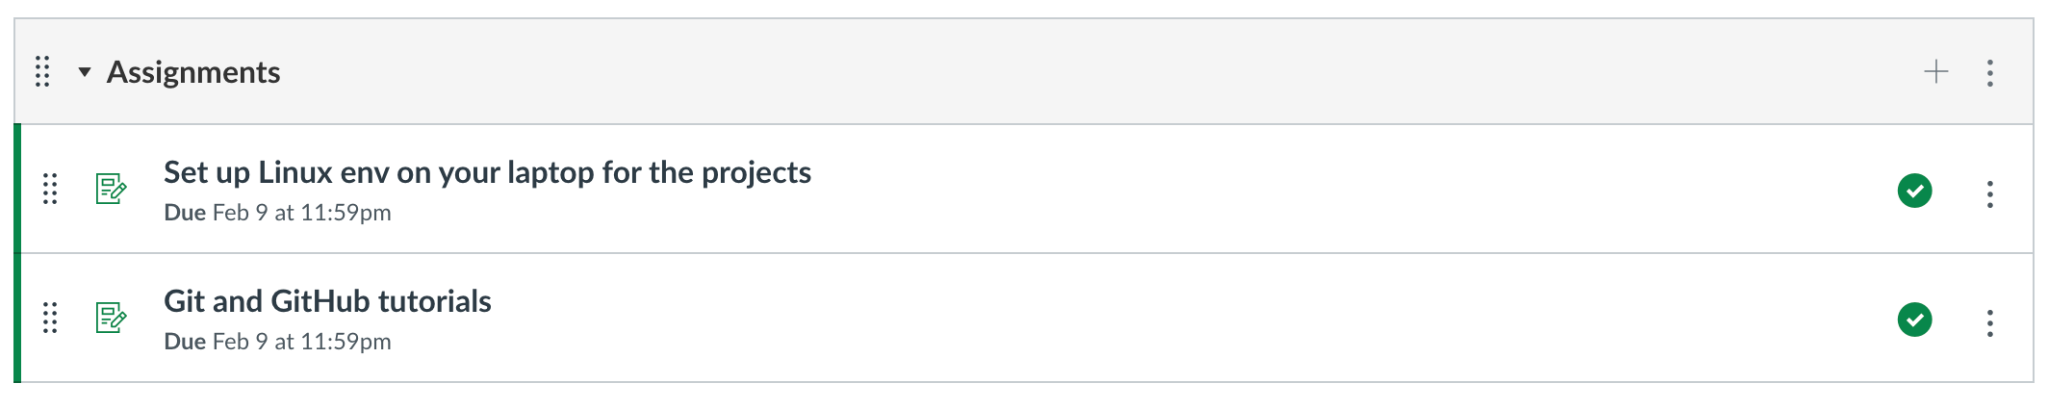 Assignments
Set up Linux env on your laptop for the projects
Due Feb 9 at 11:59pm
Git and GitHub tutorials
Due Feb 9 at 11:59pm